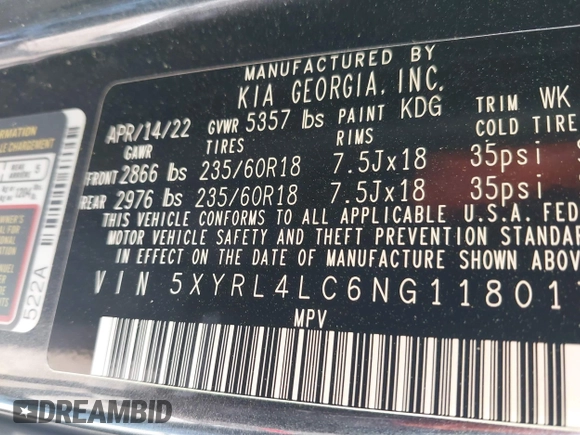 MANUFACTURED BY
KIA GEORGIA, INC.
APR/14/22 GVWR 5357 lbs PAINT KDG TRIM WK
GAWR TIRES RIMS COLD TIRE
FRONT 2866 lbs 235/60R18 7.5Jx18 35psi
REAR 2976 lbs 235/60R18 7.5Jx18 35psi
THIS VEHICLE CONFORMS TO ALL APPLICABLE U.S.A. FED
MOTOR VEHICLE SAFETY AND THEFT PREVENTION STANDAR
IN EFFECT ON THE DATE OF MANUFACTURE SHOWN ABOVE
VIN 5XYRL4LC6NG11801
MPV
522A
DREAMBID